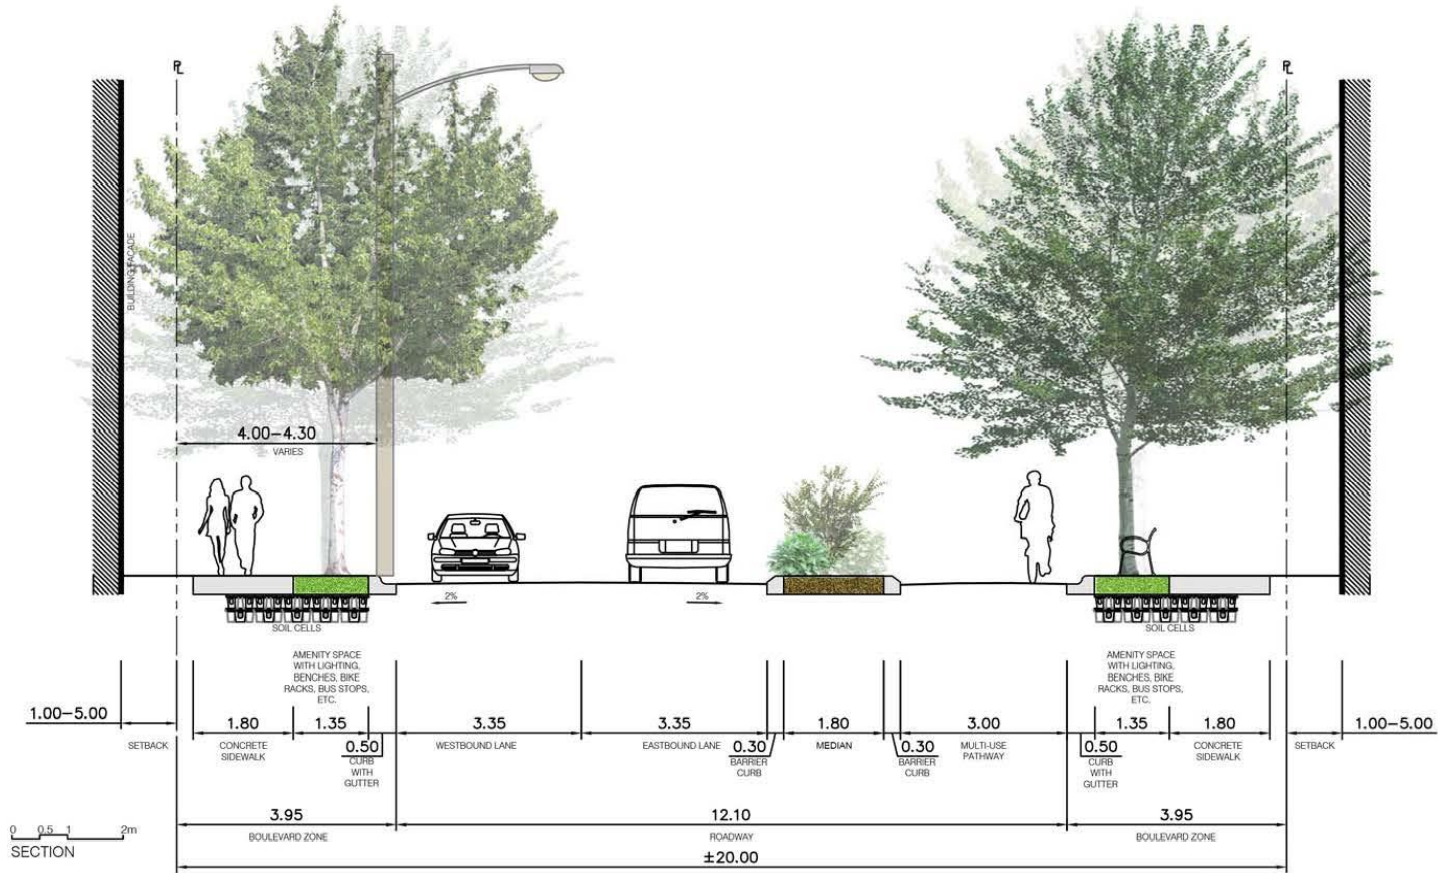 PL
PL
BUILDING FACADE
4.00–4.30
VARIES
2%
2%
SOIL CELLS
SOIL CELLS
AMENITY SPACE
WITH LIGHTING,
BENCHES, BIKE
RACKS, BUS STOPS,
ETC.
AMENITY SPACE
WITH LIGHTING,
BENCHES, BIKE
RACKS, BUS STOPS,
ETC.
1.00–5.00
1.80
1.35
3.35
3.35
1.80
3.00
1.35
1.80
1.00–5.00
SETBACK
CONCRETE
SIDEWALK
0.50
CURB
WITH
GUTTER
WESTBOUND LANE
EASTBOUND LANE
0.30
BARRIER
CURB
MEDIAN
0.30
BARRIER
CURB
MULTI-USE
PATHWAY
0.50
CURB
WITH
GUTTER
CONCRETE
SIDEWALK
SETBACK
3.95
12.10
3.95
BOULEVARD ZONE
ROADWAY
BOULEVARD ZONE
±20.00
0 0.5 1 2m
SECTION